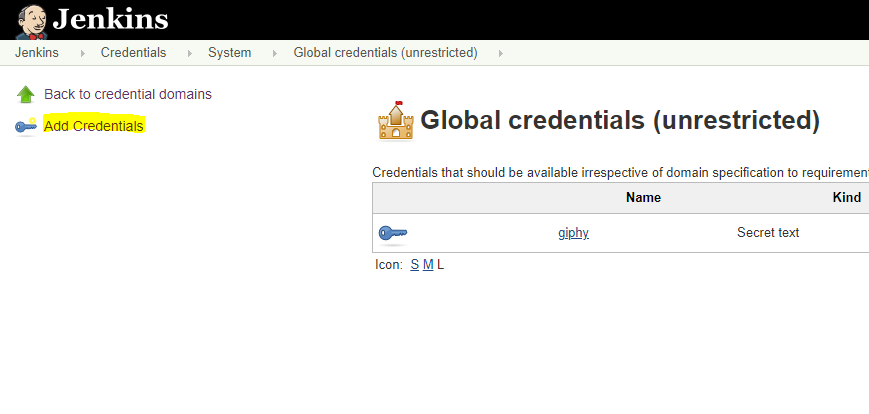 Jenkins
Jenkins Credentials System Global credentials (unrestricted)
Back to credential domains
Add Credentials
Global credentials (unrestricted)
Credentials that should be available irrespective of domain specification to requirement
Name Kind
giphy Secret text
Icon: S M L